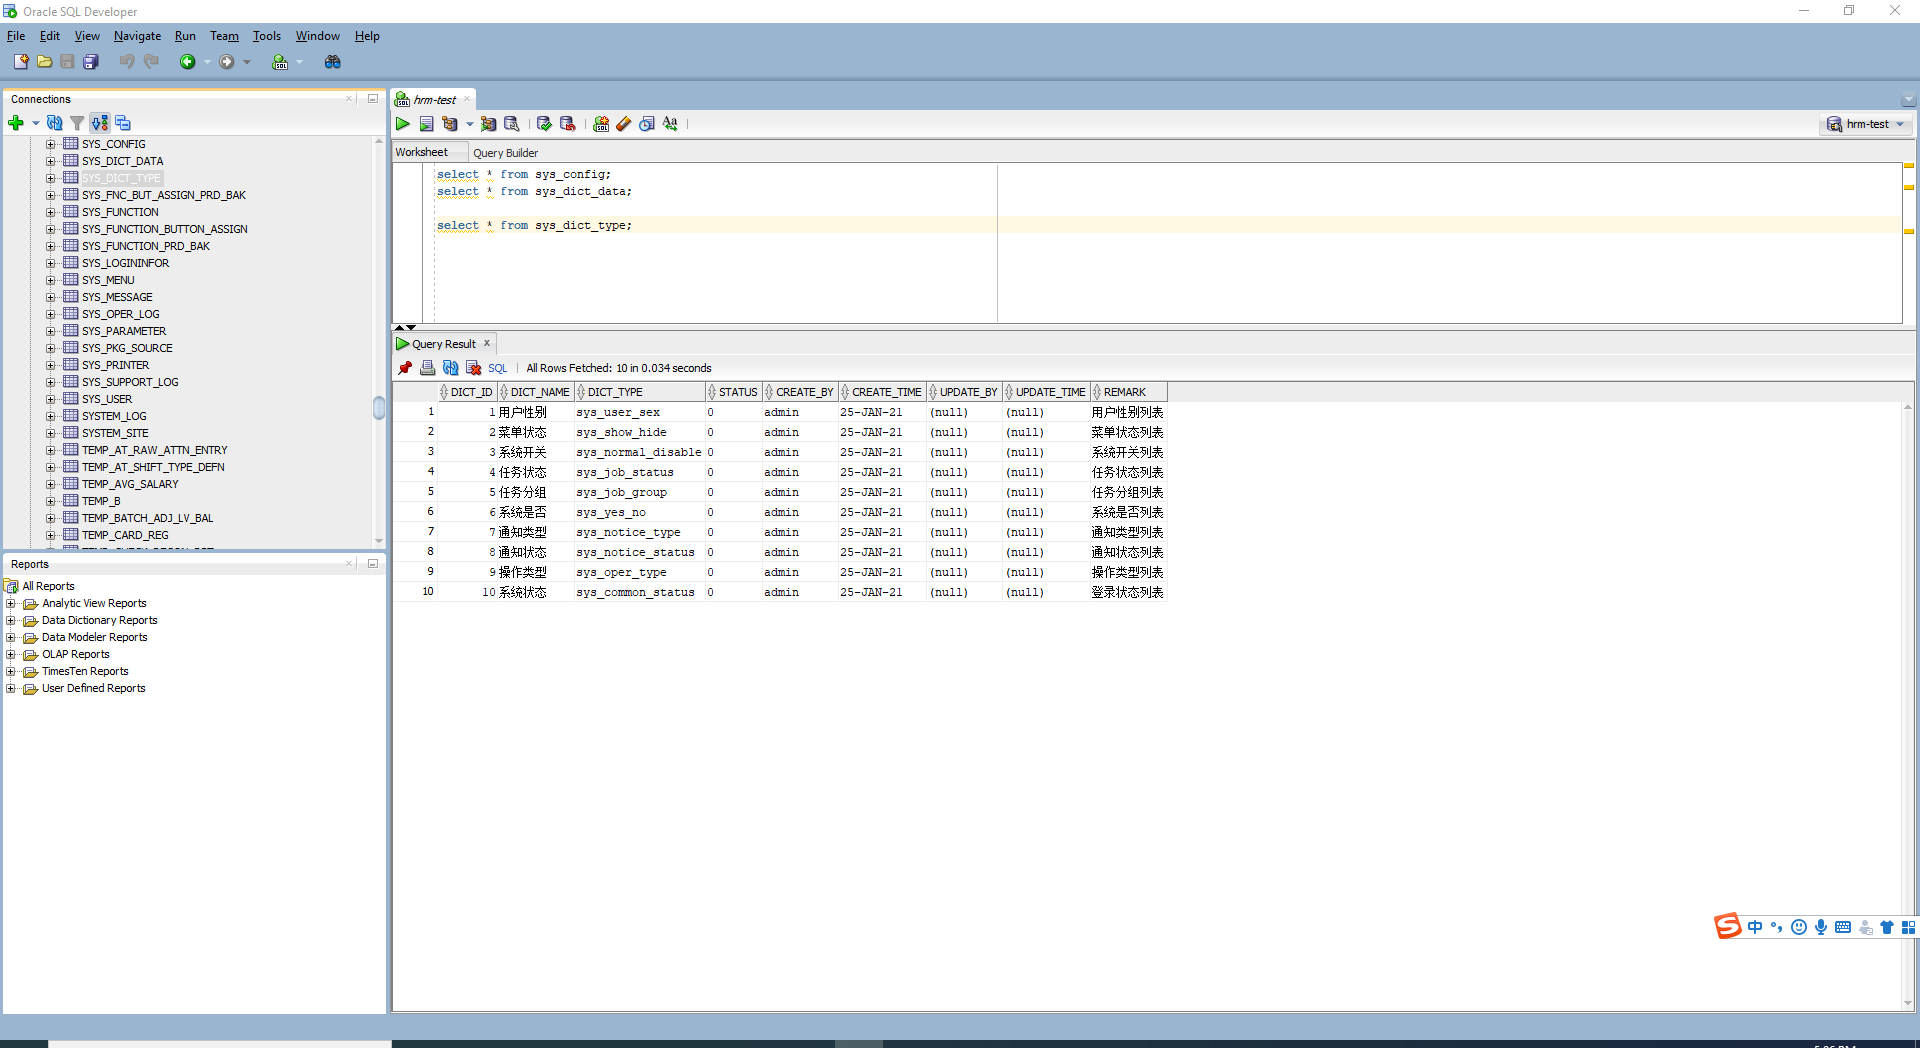 Oracle SQL Developer
File Edit View Navigate Run Team Tools Window Help
Connections
SYS_CONFIG
SYS_DICT_DATA
SYS_DICT_TYPE
SYS_FNC_BUT_ASSIGN_PRD_BAK
SYS_FUNCTION
SYS_FUNCTION_BUTTON_ASSIGN
SYS_FUNCTION_PRD_BAK
SYS_LOGININFOR
SYS_MENU
SYS_MESSAGE
SYS_OPER_LOG
SYS_PARAMETER
SYS_PKG_SOURCE
SYS_PRINTER
SYS_SUPPORT_LOG
SYS_USER
SYSTEM_LOG
SYSTEM_SITE
TEMP_AT_RAW_ATTN_ENTRY
TEMP_AT_SHIFT_TYPE_DEFN
TEMP_AVG_SALARY
TEMP_B
TEMP_BATCH_ADJ_LV_BAL
TEMP_CARD_REG
Reports
All Reports
Analytic View Reports
Data Dictionary Reports
Data Modeler Reports
OLAP Reports
TimesTen Reports
User Defined Reports
hrm-test
hrm-test
Worksheet Query Builder
select * from sys_config;
select * from sys_dict_data;
select * from sys_dict_type;
Query Result
SQL All Rows Fetched: 10 in 0.034 seconds
DICT_ID DICT_NAME DICT_TYPE STATUS CREATE_BY CREATE_TIME UPDATE_BY UPDATE_TIME REMARK
1 1 用户性别 sys_user_sex 0 admin 25-JAN-21 (null) (null) 用户性别列表
2 2 菜单状态 sys_show_hide 0 admin 25-JAN-21 (null) (null) 菜单状态列表
3 3 系统开关 sys_normal_disable 0 admin 25-JAN-21 (null) (null) 系统开关列表
4 4 任务状态 sys_job_status 0 admin 25-JAN-21 (null) (null) 任务状态列表
5 5 任务分组 sys_job_group 0 admin 25-JAN-21 (null) (null) 任务分组列表
6 6 系统是否 sys_yes_no 0 admin 25-JAN-21 (null) (null) 系统是否列表
7 7 通知类型 sys_notice_type 0 admin 25-JAN-21 (null) (null) 通知类型列表
8 8 通知状态 sys_notice_status 0 admin 25-JAN-21 (null) (null) 通知状态列表
9 9 操作类型 sys_oper_type 0 admin 25-JAN-21 (null) (null) 操作类型列表
10 10 系统状态 sys_common_status 0 admin 25-JAN-21 (null) (null) 登录状态列表
中